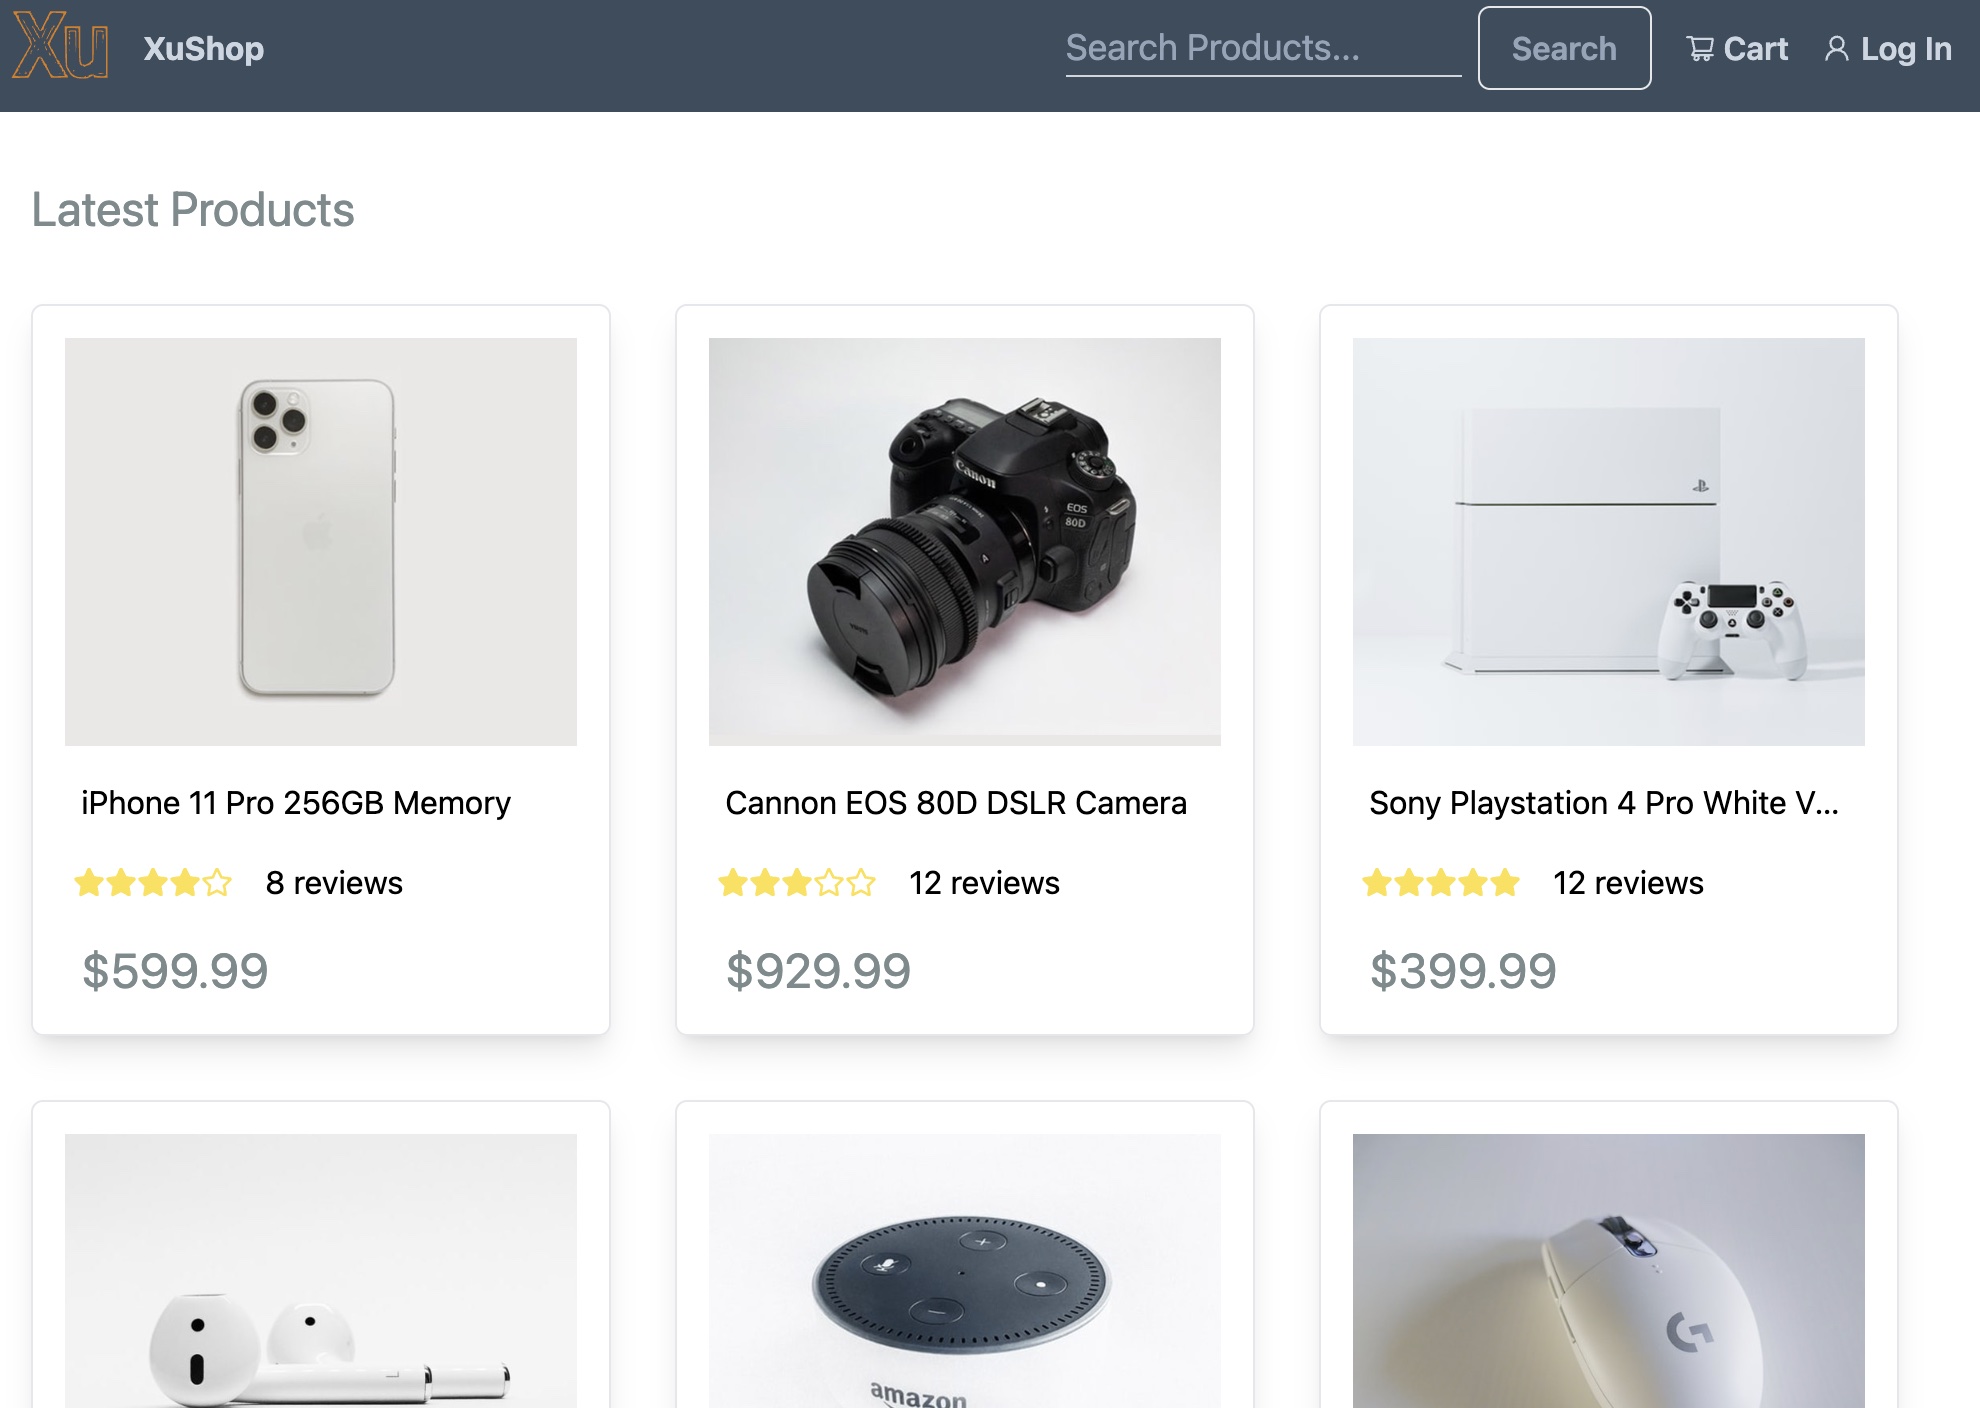 Xu XuShop Search Products... Search Cart Log In
Latest Products
Canon
EOS
80D
iPhone 11 Pro 256GB Memory
8 reviews
$599.99
Cannon EOS 80D DSLR Camera
12 reviews
$929.99
Sony Playstation 4 Pro White V...
12 reviews
$399.99
amazon
G